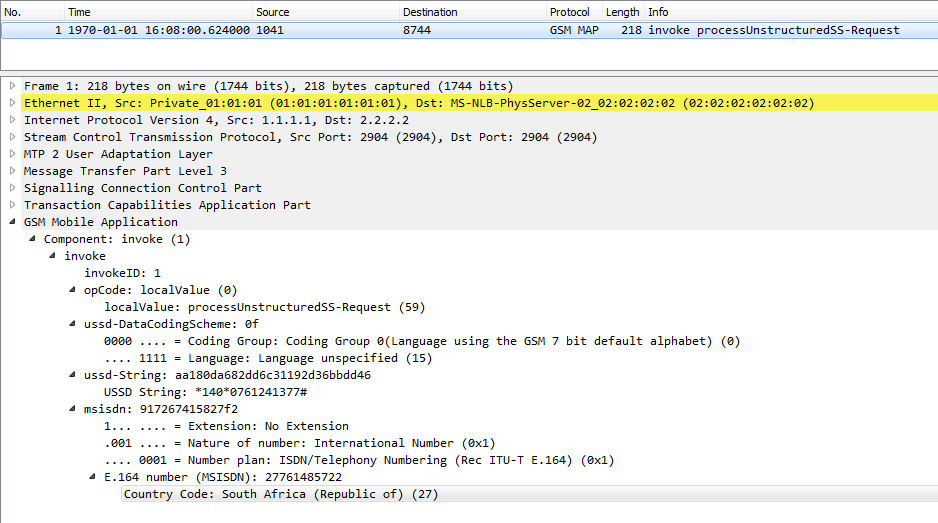 No. Time Source Destination Protocol Length Info
1 1970-01-01 16:08:00.624000 1041 8744 GSM MAP 218 invoke processUnstructuredSS-Request
Frame 1: 218 bytes on wire (1744 bits), 218 bytes captured (1744 bits)
Ethernet II, Src: Private_01:01:01 (01:01:01:01:01:01), Dst: MS-NLB-PhysServer-02_02:02:02:02 (02:02:02:02:02:02)
Internet Protocol Version 4, Src: 1.1.1.1, Dst: 2.2.2.2
Stream Control Transmission Protocol, Src Port: 2904 (2904), Dst Port: 2904 (2904)
MTP 2 User Adaptation Layer
Message Transfer Part Level 3
Signalling Connection Control Part
Transaction Capabilities Application Part
GSM Mobile Application
Component: invoke (1)
invoke
invokeID: 1
opCode: localValue (0)
localValue: processUnstructuredSS-Request (59)
ussd-DataCodingScheme: 0f
0000 .... = Coding Group: Coding Group 0(Language using the GSM 7 bit default alphabet) (0)
.... 1111 = Language: Language unspecified (15)
ussd-String: aa180da682dd6c31192d36bbdd46
USSD String: *140*0761241377#
msisdn: 917267415827f2
1... .... = Extension: No Extension
.001 .... = Nature of number: International Number (0x1)
.... 0001 = Number plan: ISDN/Telephony Numbering (Rec ITU-T E.164) (0x1)
E.164 number (MSISDN): 27761485722
Country Code: South Africa (Republic of) (27)